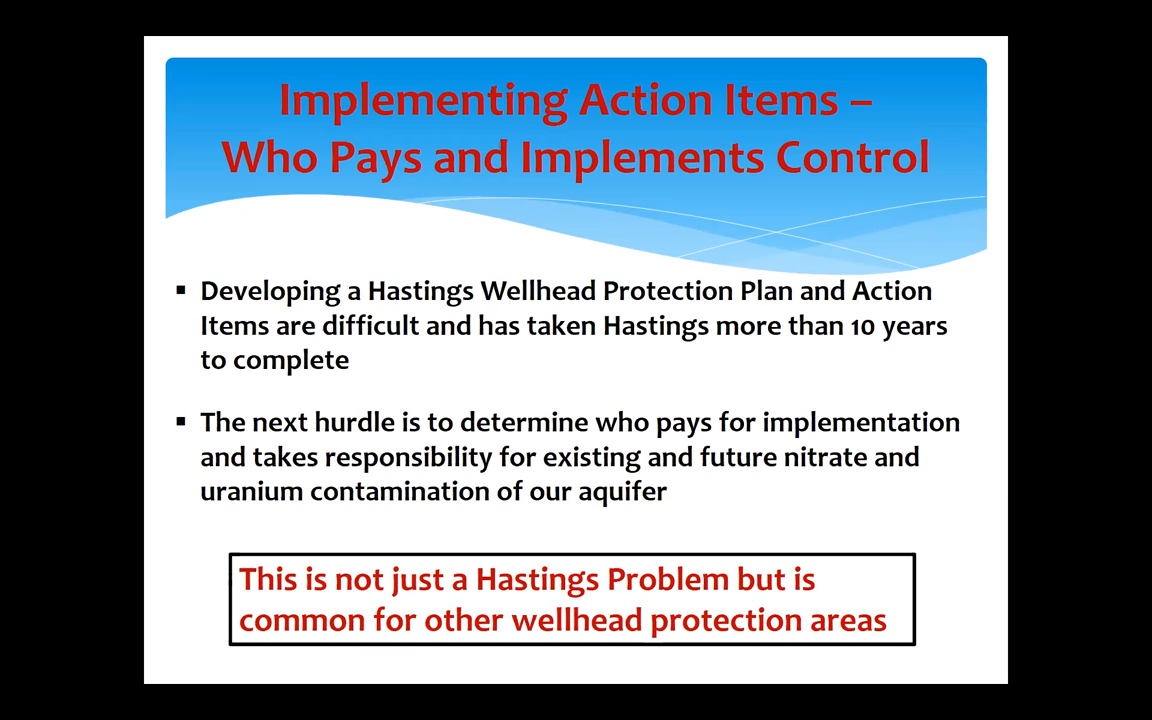 Implementing Action Items –
Who Pays and Implements Control
▪ Developing a Hastings Wellhead Protection Plan and Action
Items are difficult and has taken Hastings more than 10 years
to complete
▪ The next hurdle is to determine who pays for implementation
and takes responsibility for existing and future nitrate and
uranium contamination of our aquifer
This is not just a Hastings Problem but is
common for other wellhead protection areas